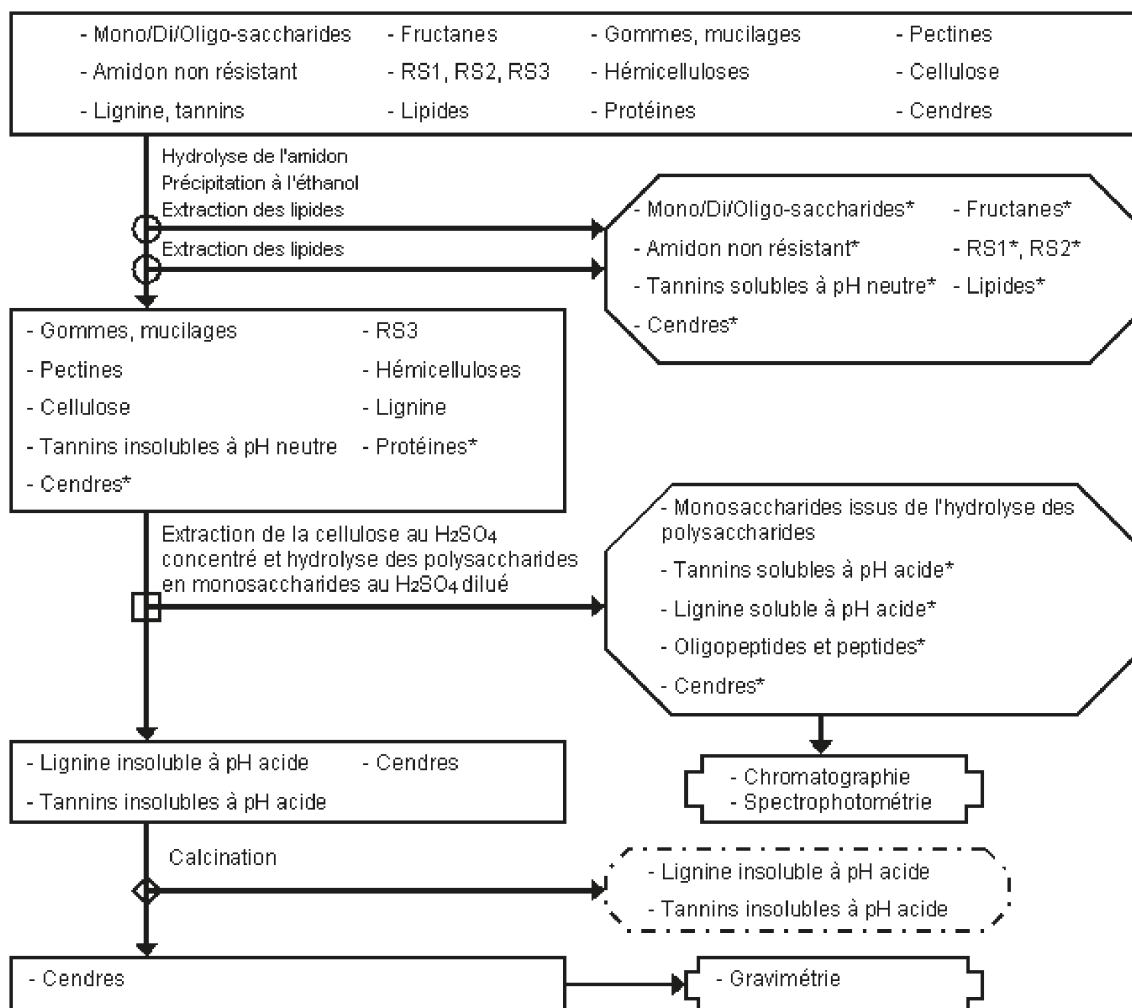 - Mono/Di/Oligo-saccharides - Fructanes - Gommes, mucilages - Pectines
- Amidon non résistant - RS1, RS2, RS3 - Hémicelluloses - Cellulose
- Lignine, tannins - Lipides - Protéines - Cendres
Hydrolyse de l'amidon
Précipitation à l'éthanol
Extraction des lipides
Extraction des lipides
- Mono/Di/Oligo-saccharides* - Fructanes*
- Amidon non résistant* - RS1*, RS2*
- Tannins solubles à pH neutre* - Lipides*
- Cendres*
- Gommes, mucilages - RS3
- Pectines - Hémicelluloses
- Cellulose - Lignine
- Tannins insolubles à pH neutre - Protéines*
- Cendres*
Extraction de la cellulose au H2SO4
concentré et hydrolyse des polysaccharides
en monosaccharides au H2SO4 dilué
- Monosaccharides issus de l'hydrolyse des
polysaccharides
- Tannins solubles à pH acide*
- Lignine soluble à pH acide*
- Oligopeptides et peptides*
- Cendres*
- Lignine insoluble à pH acide - Cendres
- Tannins insolubles à pH acide
- Chromatographie
- Spectrophotométrie
Calcination
- Lignine insoluble à pH acide
- Tannins insolubles à pH acide
- Cendres
- Gravimétrie